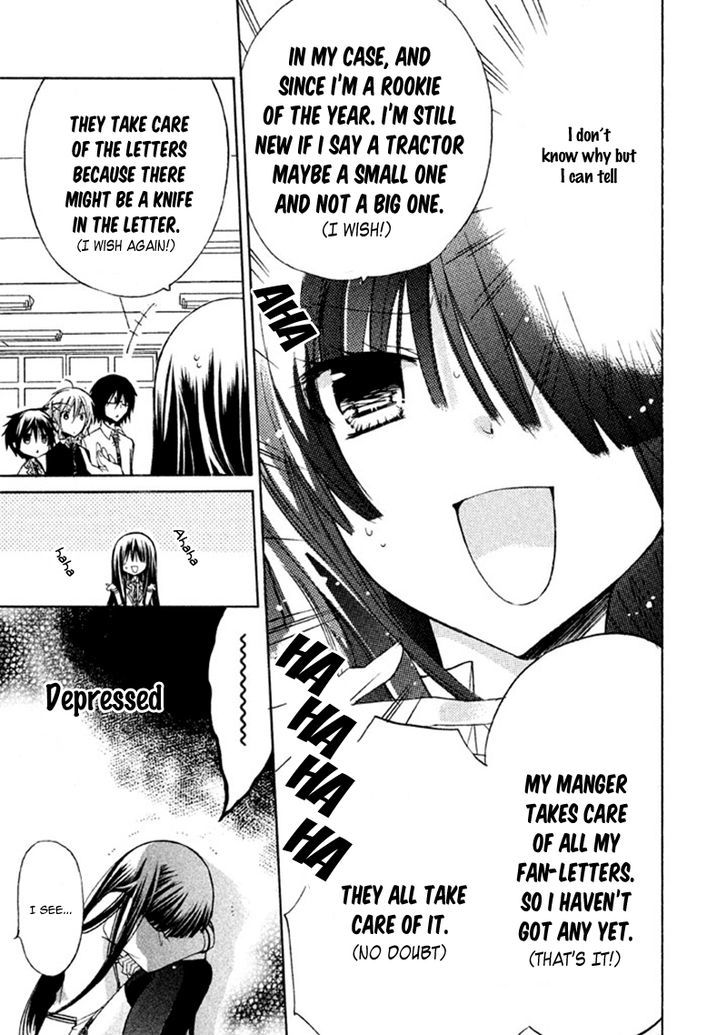 I don´t
know why but
I can tell
IN MY CASE, AND
SINCE I'M A ROOKIE
OF THE YEAR. I'M STILL
NEW IF I SAY A TRACTOR
MAYBE A SMALL ONE
AND NOT A BIG ONE.
(I WISH!)
AHA
HA
HA
HA
HA
MY MANGER
TAKES CARE
OF ALL MY
FAN-LETTERS.
SO I HAVEN'T
GOT ANY YET.
(THAT'S IT!)
THEY ALL TAKE
CARE OF IT.
(NO DOUBT)
THEY TAKE CARE
OF THE LETTERS
BECAUSE THERE
MIGHT BE A KNIFE
IN THE LETTER.
(I WISH AGAIN!)
Ahaha
haha
Depressed
I SEE...